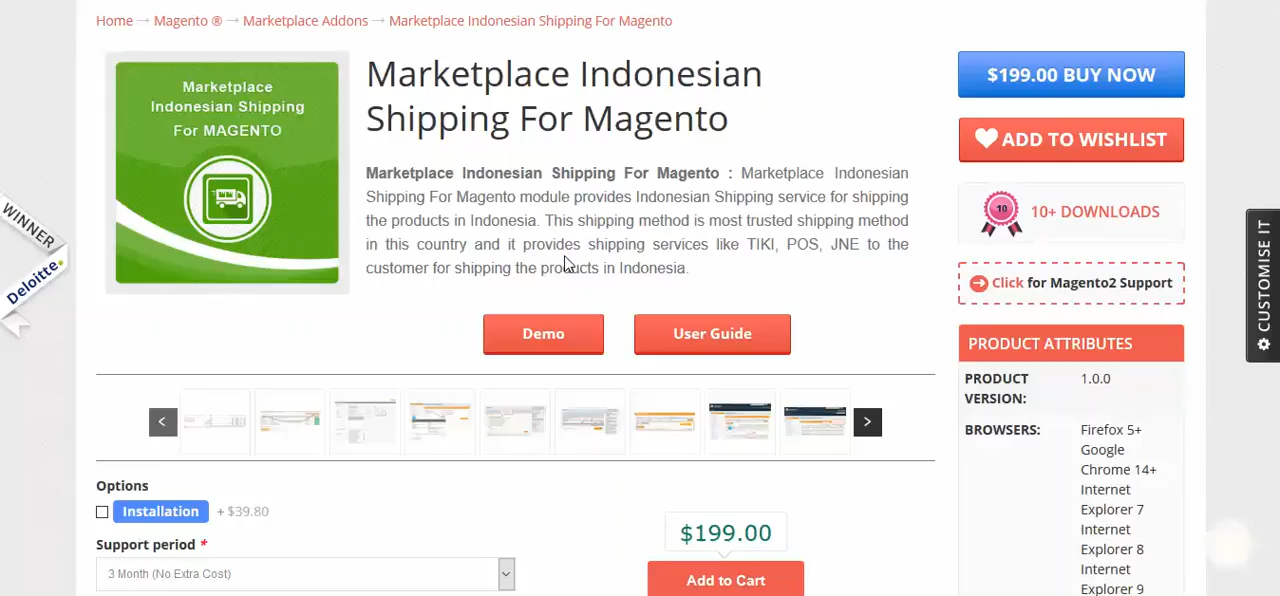 Home → Magento ® → Marketplace Addons → Marketplace Indonesian Shipping For Magento
Marketplace
Indonesian Shipping
For MAGENTO
Marketplace Indonesian
Shipping For Magento
Marketplace Indonesian Shipping For Magento : Marketplace Indonesian
Shipping For Magento module provides Indonesian Shipping service for shipping
the products in Indonesia. This shipping method is most trusted shipping method
in this country and it provides shipping services like TIKI, POS, JNE to the
customer for shipping the products in Indonesia.
Demo
User Guide
<
>
Options
Installation + $39.80
Support period *
3 Month (No Extra Cost)
$199.00
Add to Cart
$199.00 BUY NOW
ADD TO WISHLIST
10
10+ DOWNLOADS
Click for Magento2 Support
PRODUCT ATTRIBUTES
PRODUCT
VERSION:
1.0.0
BROWSERS:
Firefox 5+
Google
Chrome 14+
Internet
Explorer 7
Internet
Explorer 8
Internet
Explorer 9
WINNER
Deloitte.
CUSTOMISE IT